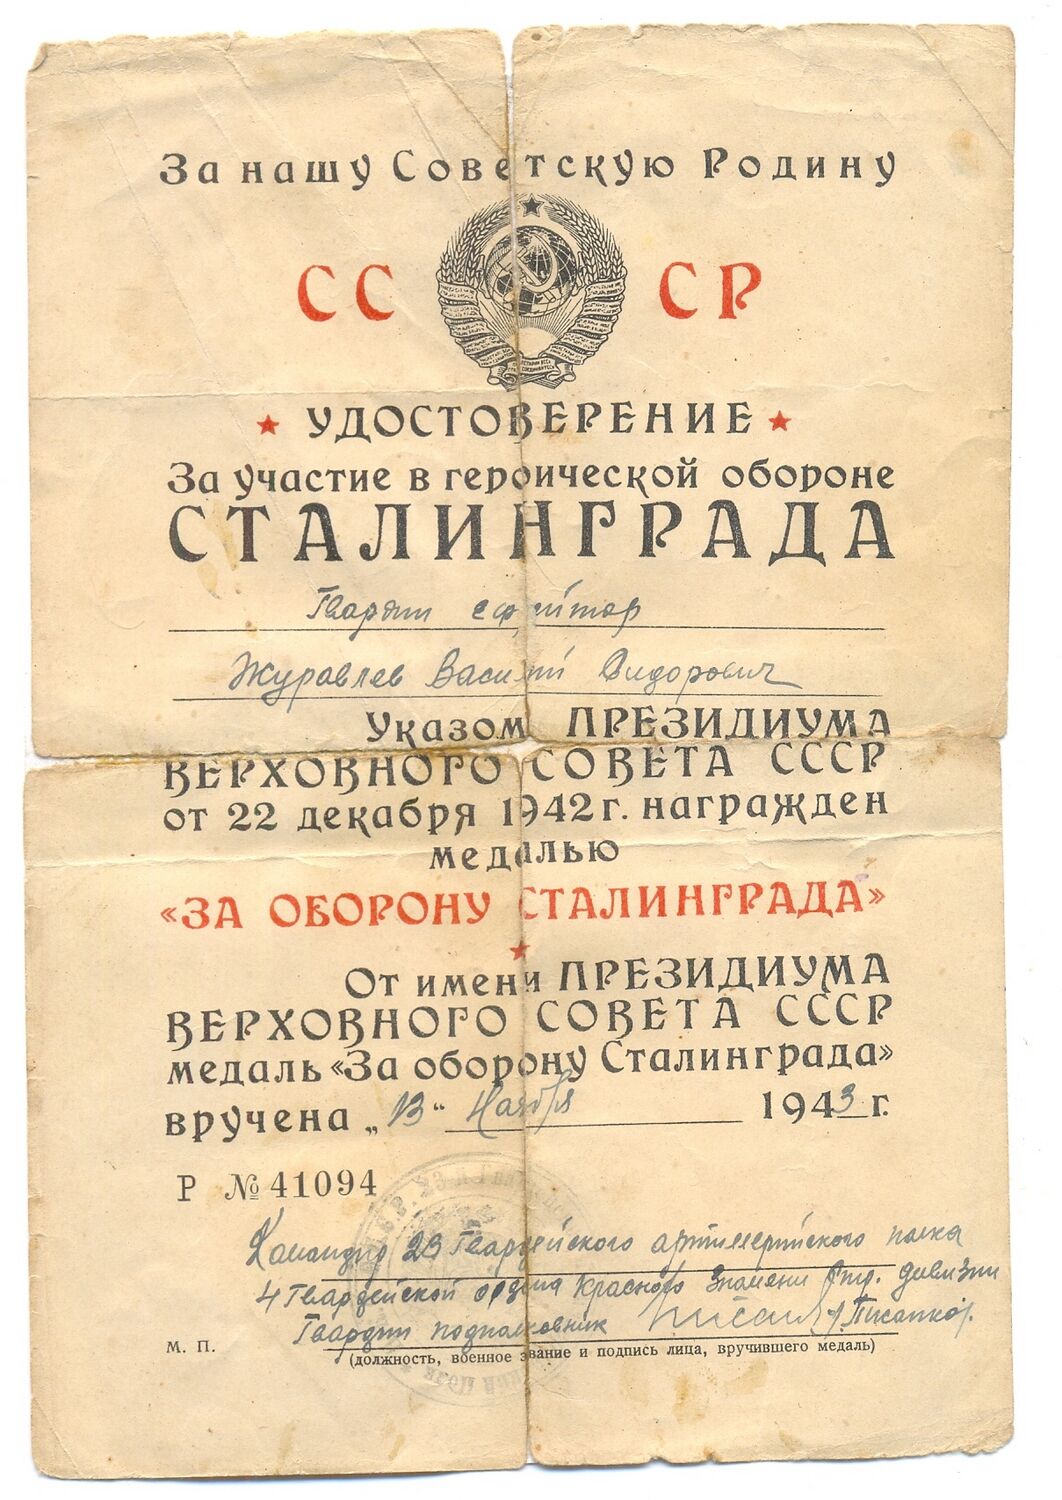 За нашу Советскую Родину
СССР
УДОСТОВЕРЕНИЕ
За участие в героической обороне
СТАЛИНГРАДА
Гвардии ефрейтор
Журавлев Василий Сидорович
Указом ПРЕЗИДИУМА
ВЕРХОВНОГО СОВЕТА СССР
от 22 декабря 1942 г. награжден
медалью
«ЗА ОБОРОНУ СТАЛИНГРАДА»
От имени ПРЕЗИДИУМА
ВЕРХОВНОГО СОВЕТА СССР
медаль «За оборону Сталинграда»
вручена „13" Ноября 1943 г.
Р № 41094
Командир 23 Гвардейского артиллерийского полка
4 Гвардейской ордена Красного Знамени Стр. дивизии
Гвардии подполковник
М. П.
(должность, военное звание и подпись лица, вручившего медаль)